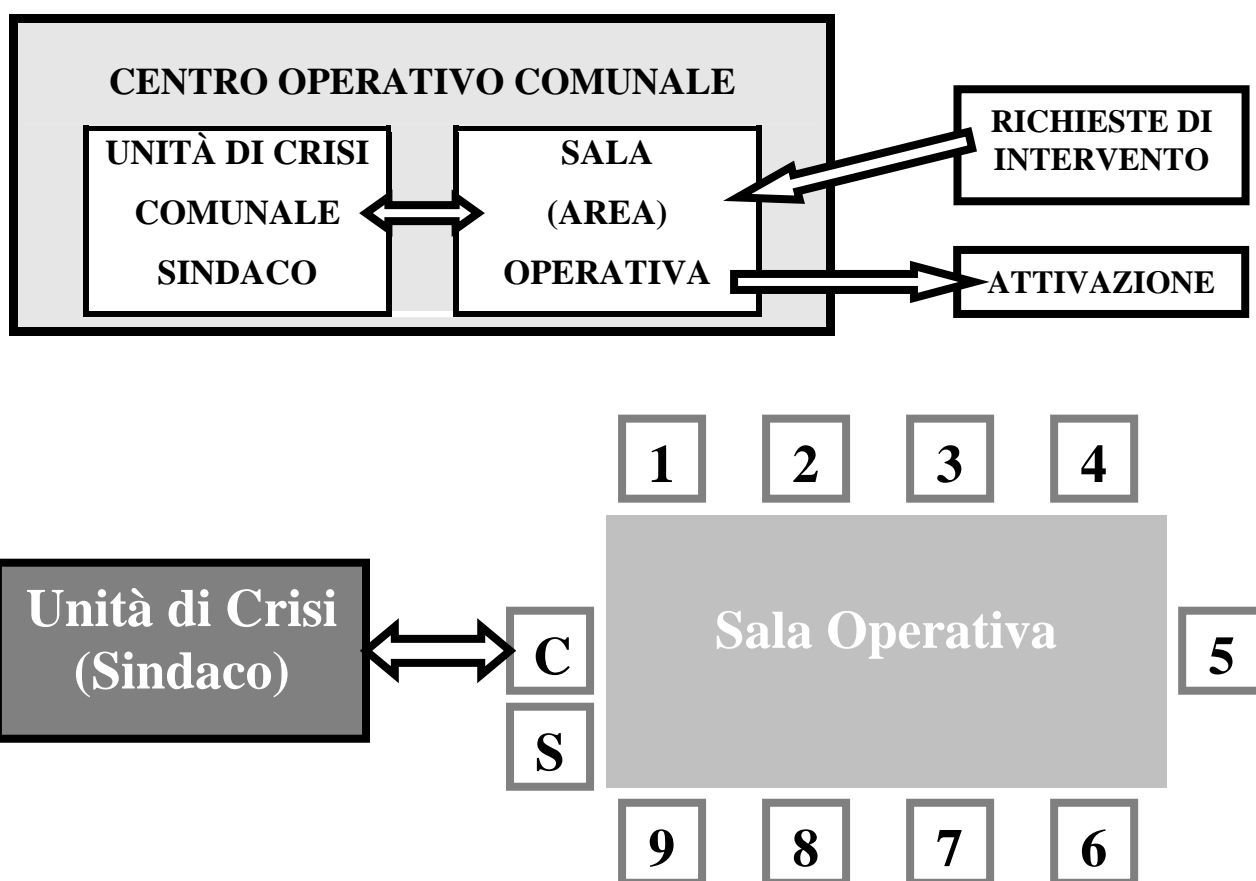 CENTRO OPERATIVO COMUNALE
UNITÀ DI CRISI
COMUNALE
SINDACO
SALA
(AREA)
OPERATIVA
RICHIESTE DI
INTERVENTO
ATTIVAZIONE
1 2 3 4
Unità di Crisi
(Sindaco)
C
S
Sala Operativa
5
9 8 7 6